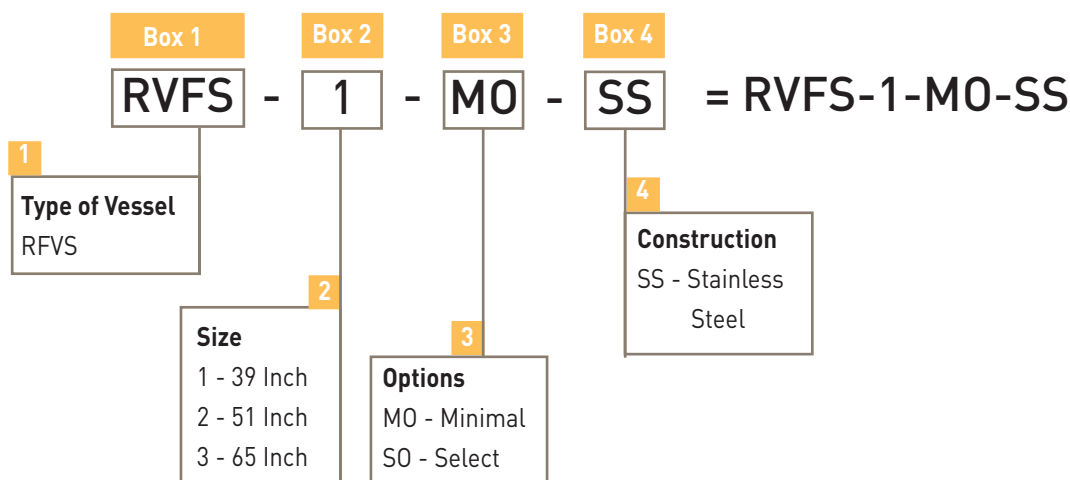 Box 1 Box 2 Box 3 Box 4
RVFS - 1 - MO - SS = RVFS-1-MO-SS
1
Type of Vessel
RFVS
2
Size
1 - 39 Inch
2 - 51 Inch
3 - 65 Inch
3
Options
MO - Minimal
SO - Select
4
Construction
SS - Stainless
Steel